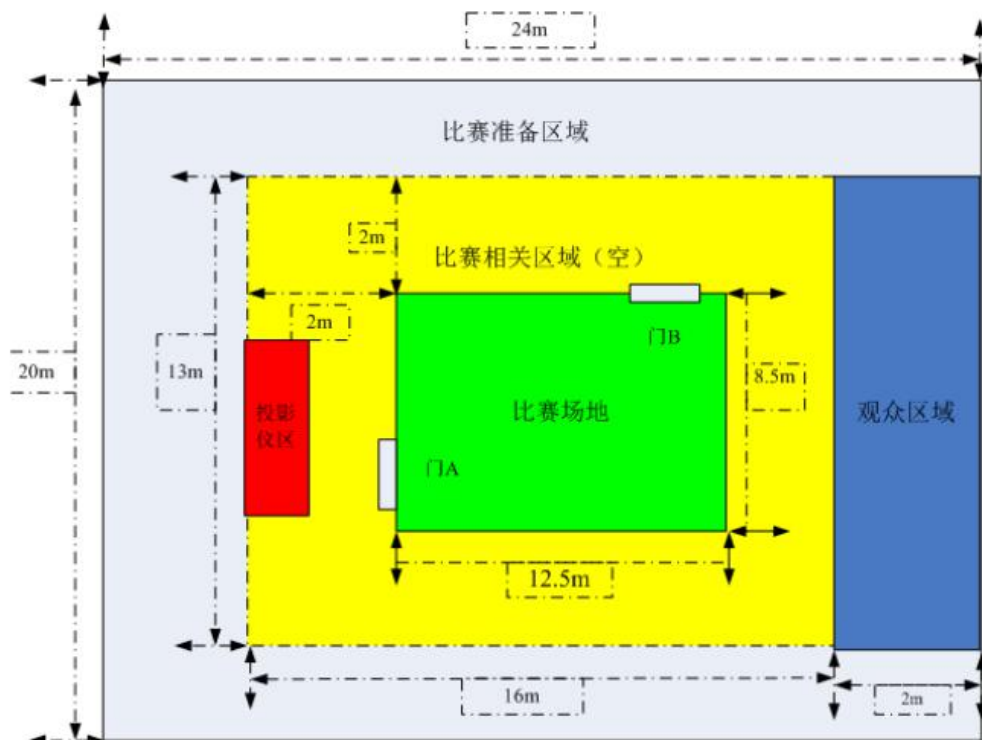 24m
比赛准备区域
2m
比赛相关区域（空）
2m
门B
20m
13m
8.5m
投影
仪区
比赛场地
观众区域
门A
12.5m
16m
2m